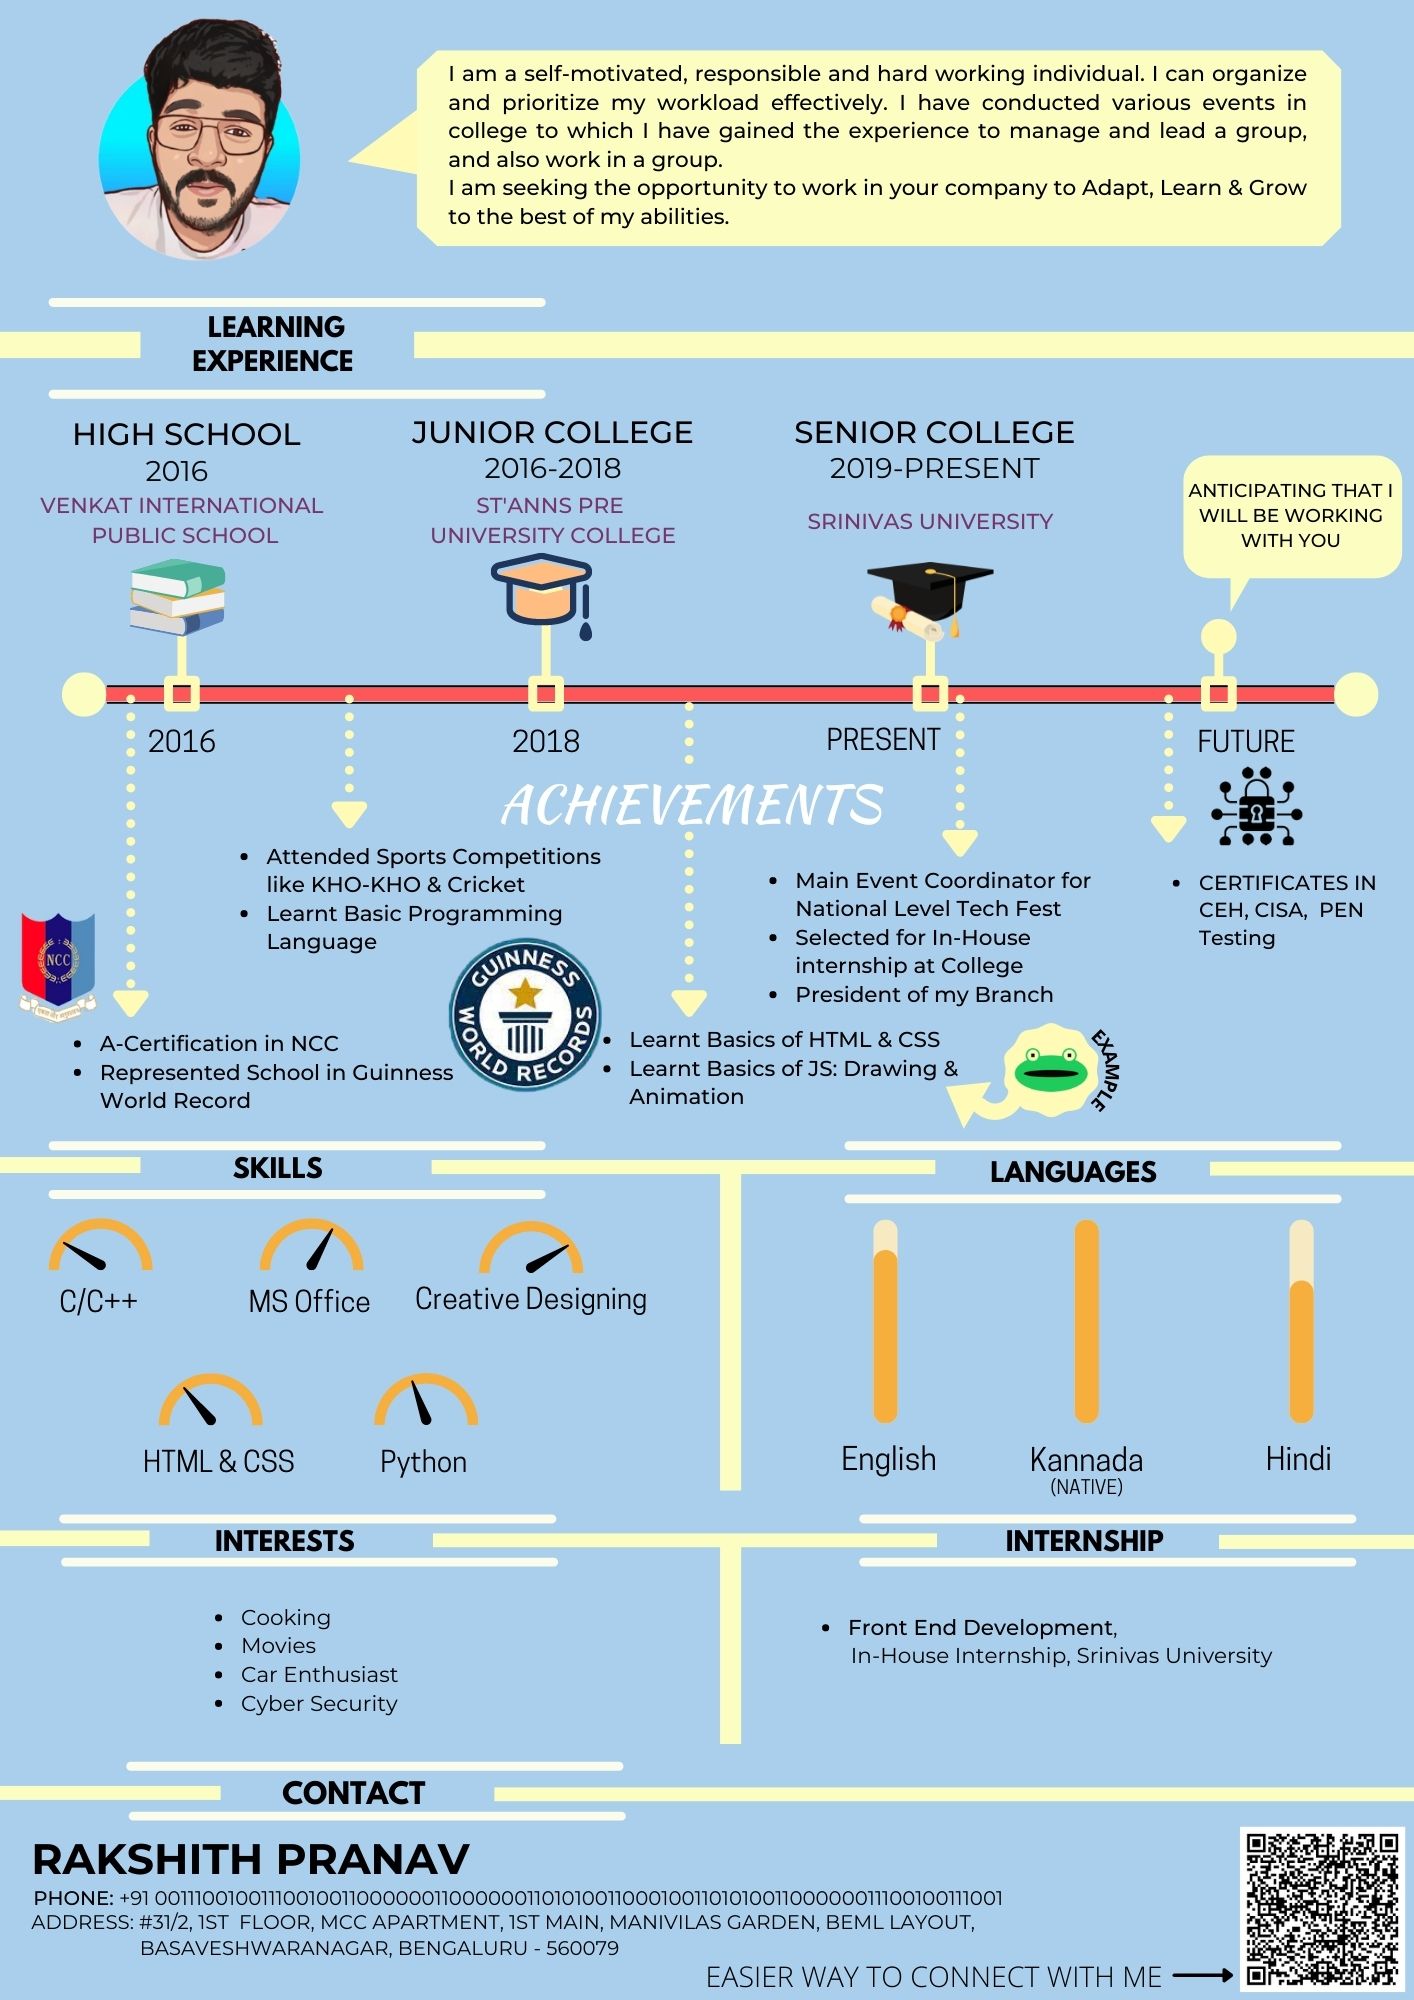 I am a self-motivated, responsible and hard working individual. I can organize
and prioritize my workload effectively. I have conducted various events in
college to which I have gained the experience to manage and lead a group,
and also work in a group.
I am seeking the opportunity to work in your company to Adapt, Learn & Grow
to the best of my abilities.
LEARNING
EXPERIENCE
HIGH SCHOOL
2016
VENKAT INTERNATIONAL
PUBLIC SCHOOL
JUNIOR COLLEGE
2016-2018
ST'ANNS PRE
UNIVERSITY COLLEGE
SENIOR COLLEGE
2019-PRESENT
SRINIVAS UNIVERSITY
ANTICIPATING THAT I
WILL BE WORKING
WITH YOU
2016
2018
PRESENT
FUTURE
ACHIEVEMENTS
• Attended Sports Competitions
like KHO-KHO & Cricket
• Learnt Basic Programming
Language
• Main Event Coordinator for
National Level Tech Fest
• Selected for In-House
internship at College
• President of my Branch
• CERTIFICATES IN
CEH, CISA, PEN
Testing
NCC
• A-Certification in NCC
• Represented School in Guinness
World Record
GUINNESS
WORLD RECORDS
• Learnt Basics of HTML & CSS
• Learnt Basics of JS: Drawing &
Animation
EXAMPLE
SKILLS
C/C++
MS Office
Creative Designing
HTML & CSS
Python
LANGUAGES
English
Kannada
(NATIVE)
Hindi
INTERESTS
• Cooking
• Movies
• Car Enthusiast
• Cyber Security
INTERNSHIP
• Front End Development,
In-House Internship, Srinivas University
CONTACT
RAKSHITH PRANAV
PHONE: +91
ADDRESS: #31/2, 1ST FLOOR, MCC APARTMENT, 1ST MAIN, MANIVILAS GARDEN, BEML LAYOUT,
BASAVESHWARANAGAR, BENGALURU - 560079
EASIER WAY TO CONNECT WITH ME